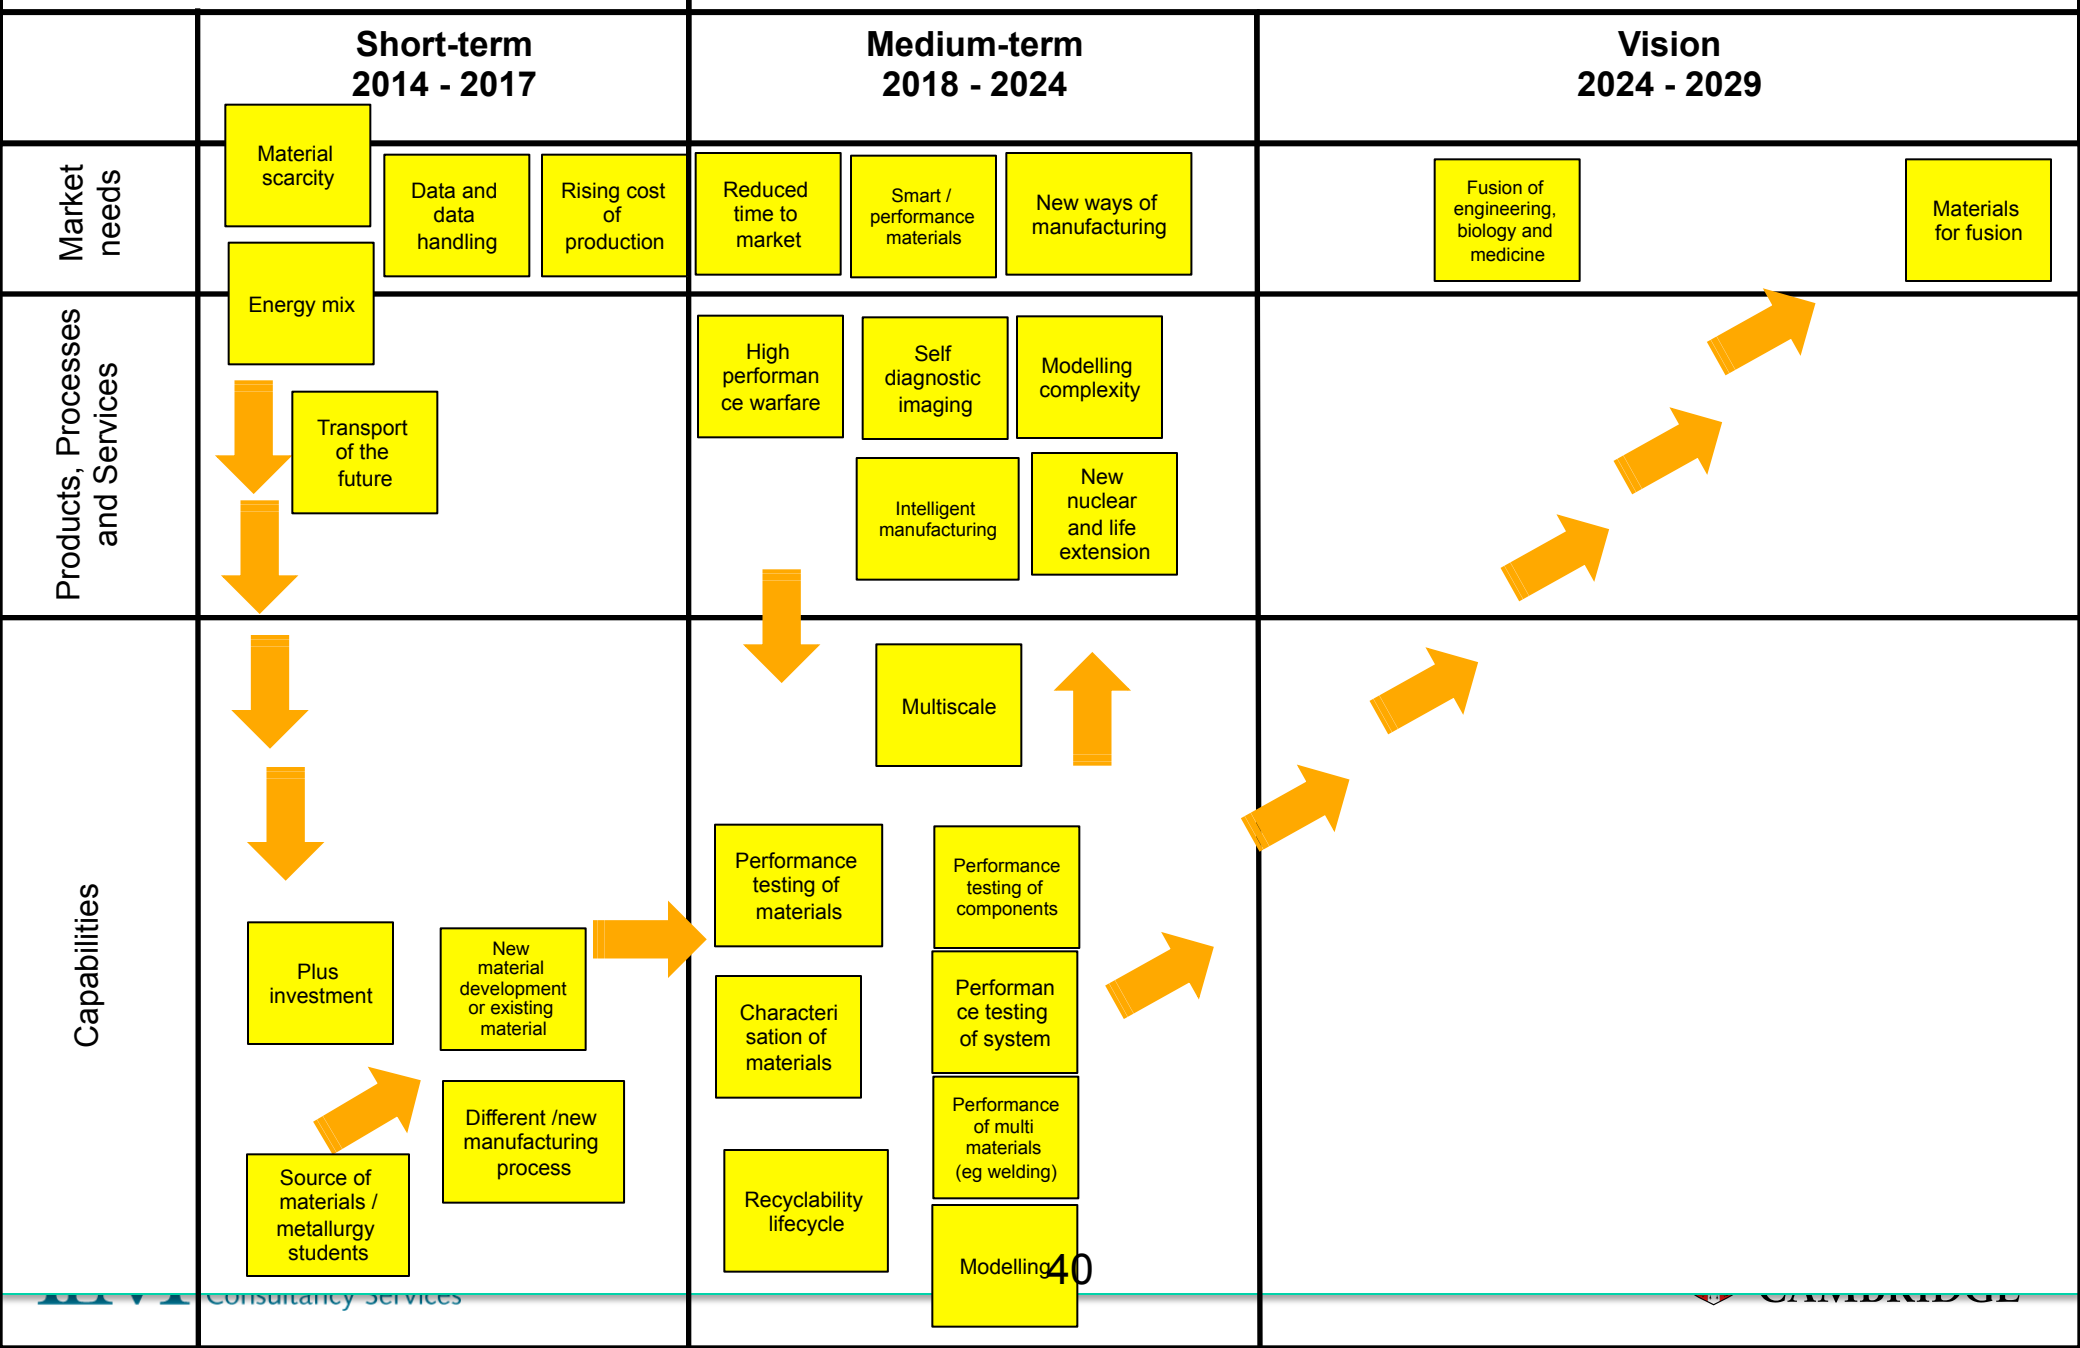 Short-term
2014 - 2017
Medium-term
2018 - 2024
Vision
2024 - 2029
Market
needs
Material
scarcity
Data and
data
handling
Rising cost
of
production
Reduced
time to
market
Smart /
performance
materials
New ways of
manufacturing
Fusion of
engineering,
biology and
medicine
Materials
for fusion
Energy mix
Products, Processes
and Services
Transport
of the
future
High
performan
ce warfare
Self
diagnostic
imaging
Modelling
complexity
Intelligent
manufacturing
New
nuclear
and life
extension
Capabilities
Multiscale
Plus
investment
New
material
development
or existing
material
Different /new
manufacturing
process
Source of
materials /
metallurgy
students
Performance
testing of
materials
Characteri
sation of
materials
Recyclability
lifecycle
Performance
testing of
components
Performan
ce testing
of system
Performance
of multi
materials
(eg welding)
Modelling
40
Consultancy Services
CAMBRIDGE